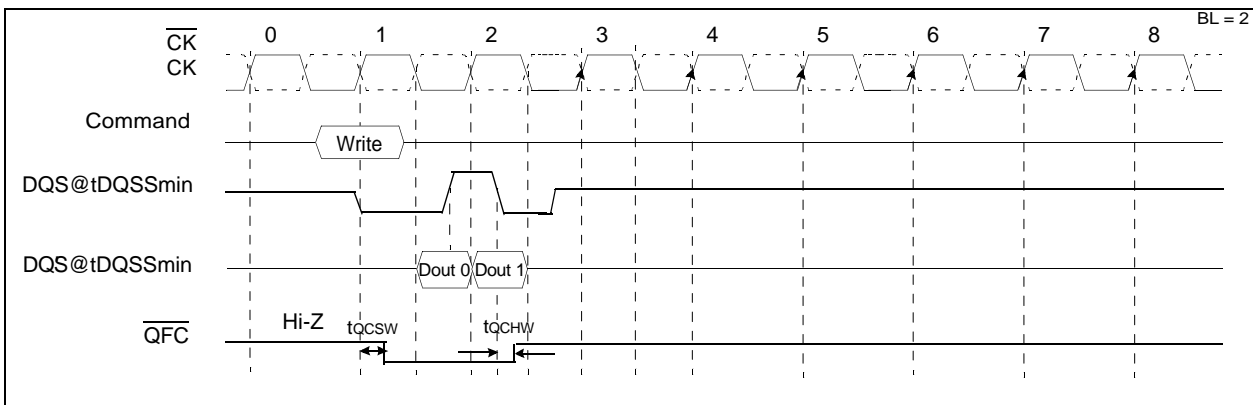 BL = 2
0 1 2 3 4 5 6 7 8
CK
CK
Command
Write
DQS@tDQSSmin
DQS@tDQSSmin
Dout 0 Dout 1
Hi-Z tQCSW tQCHW
QFC